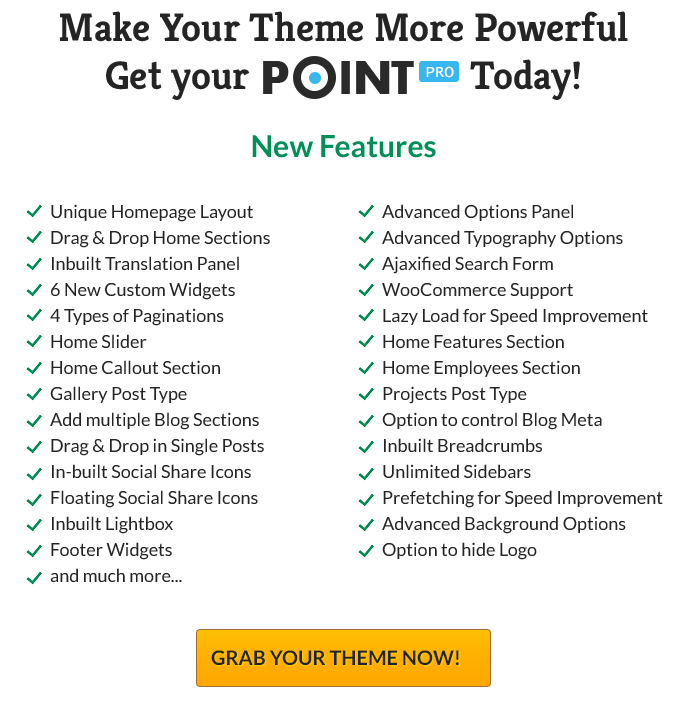 Make Your Theme More Powerful
Get your POINT PRO Today!
New Features
Unique Homepage Layout
Drag & Drop Home Sections
Inbuilt Translation Panel
6 New Custom Widgets
4 Types of Paginations
Home Slider
Home Callout Section
Gallery Post Type
Add multiple Blog Sections
Drag & Drop in Single Posts
In-built Social Share Icons
Floating Social Share Icons
Inbuilt Lightbox
Footer Widgets
and much more...
Advanced Options Panel
Advanced Typography Options
Ajaxified Search Form
WooCommerce Support
Lazy Load for Speed Improvement
Home Features Section
Home Employees Section
Projects Post Type
Option to control Blog Meta
Inbuilt Breadcrumbs
Unlimited Sidebars
Prefetching for Speed Improvement
Advanced Background Options
Option to hide Logo
GRAB YOUR THEME NOW!